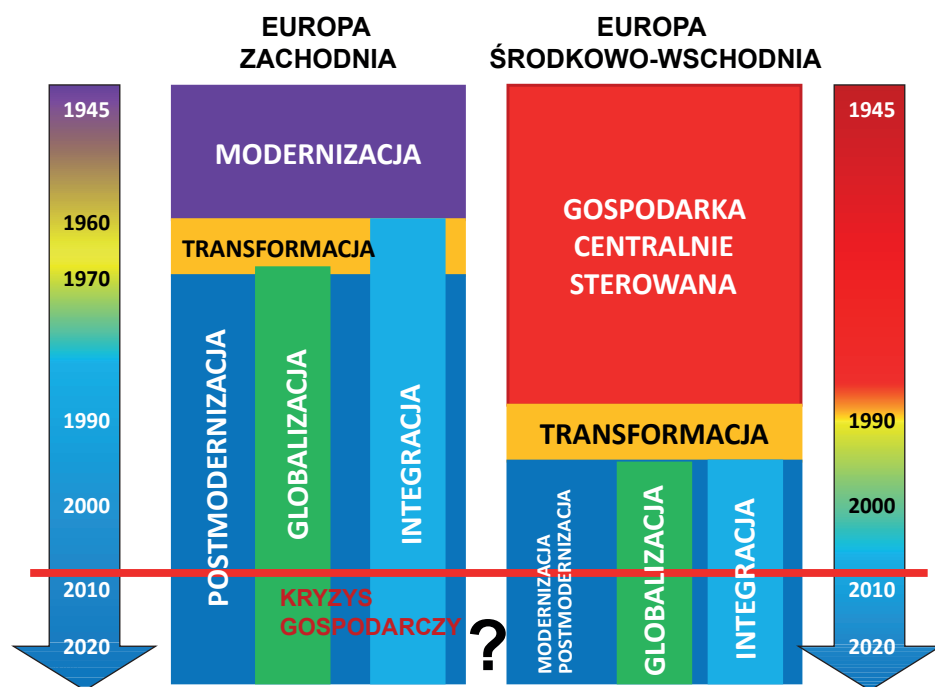 EUROPA
ZACHODNIA
EUROPA
ŚRODKOWO-WSCHODNIA
1945
1960
1970
1990
2000
2010
2020
MODERNIZACJA
TRANSFORMACJA
POSTMODERNIZACJA
GLOBALIZACJA
INTEGRACJA
KRYZYS
GOSPODARCZY
?
GOSPODARKA
CENTRALNIE
STEROWANA
TRANSFORMACJA
MODERNIZACJA
POSTMODERNIZACJA
GLOBALIZACJA
INTEGRACJA
1945
1990
2000
2010
2020